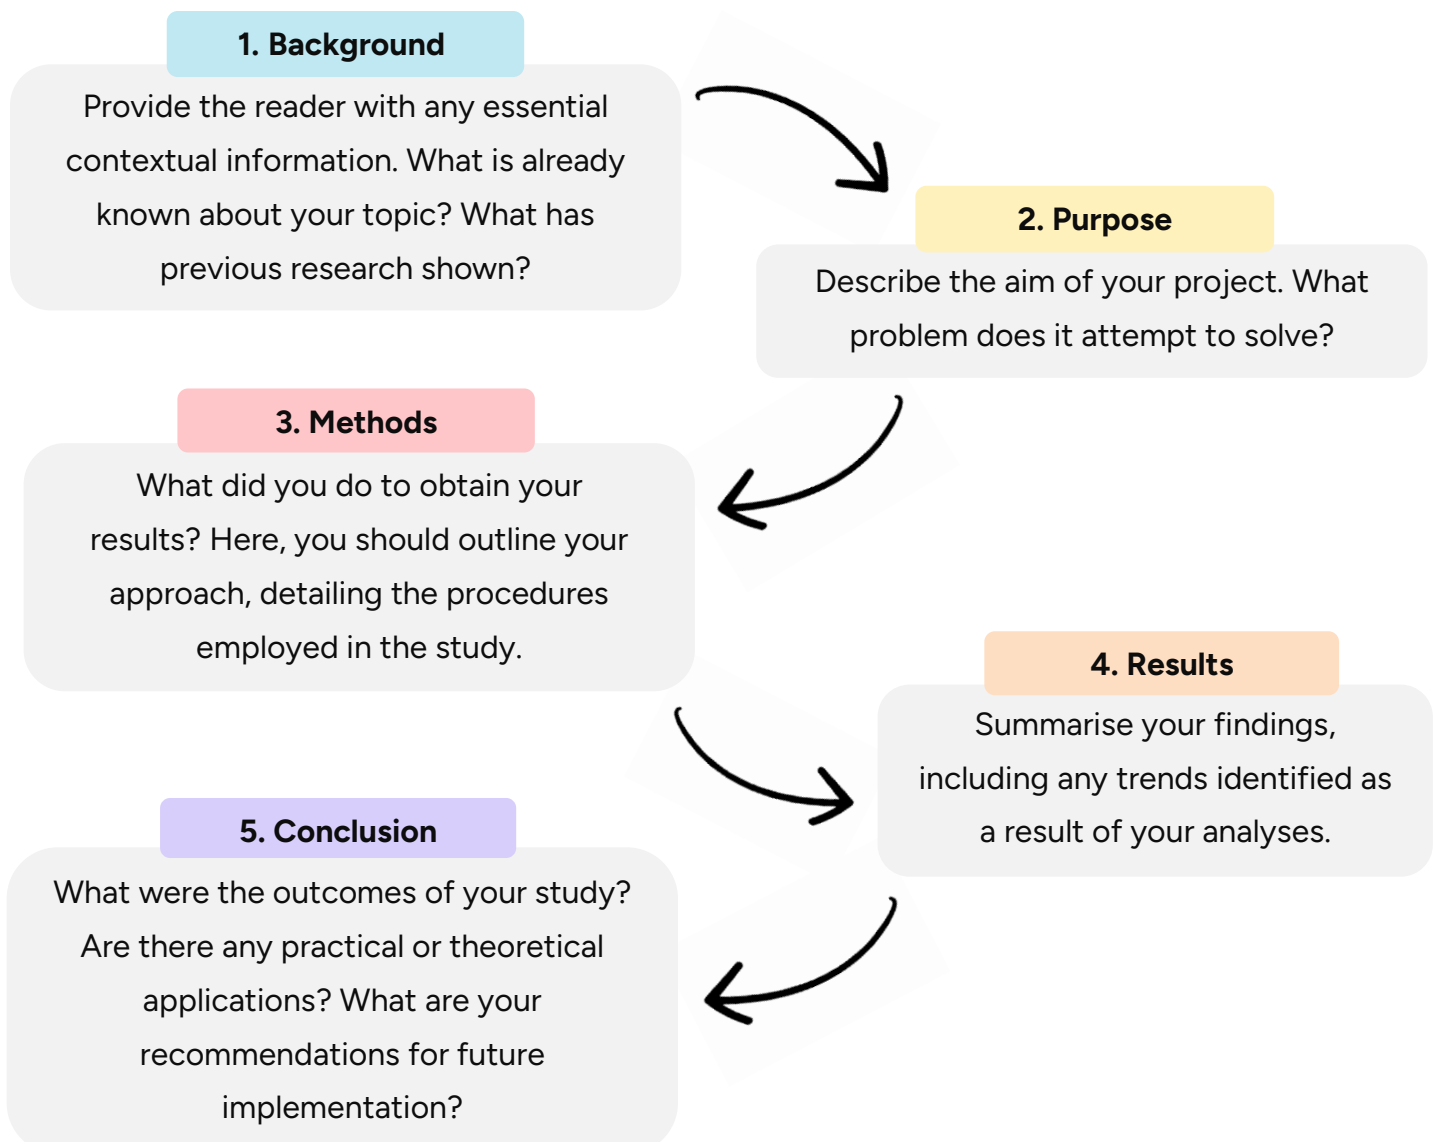 1. Background
Provide the reader with any essential
contextual information. What is already
known about your topic? What has
previous research shown?
2. Purpose
Describe the aim of your project. What
problem does it attempt to solve?
3. Methods
What did you do to obtain your
results? Here, you should outline your
approach, detailing the procedures
employed in the study.
4. Results
Summarise your findings,
including any trends identified as
a result of your analyses.
5. Conclusion
What were the outcomes of your study?
Are there any practical or theoretical
applications? What are your
recommendations for future
implementation?